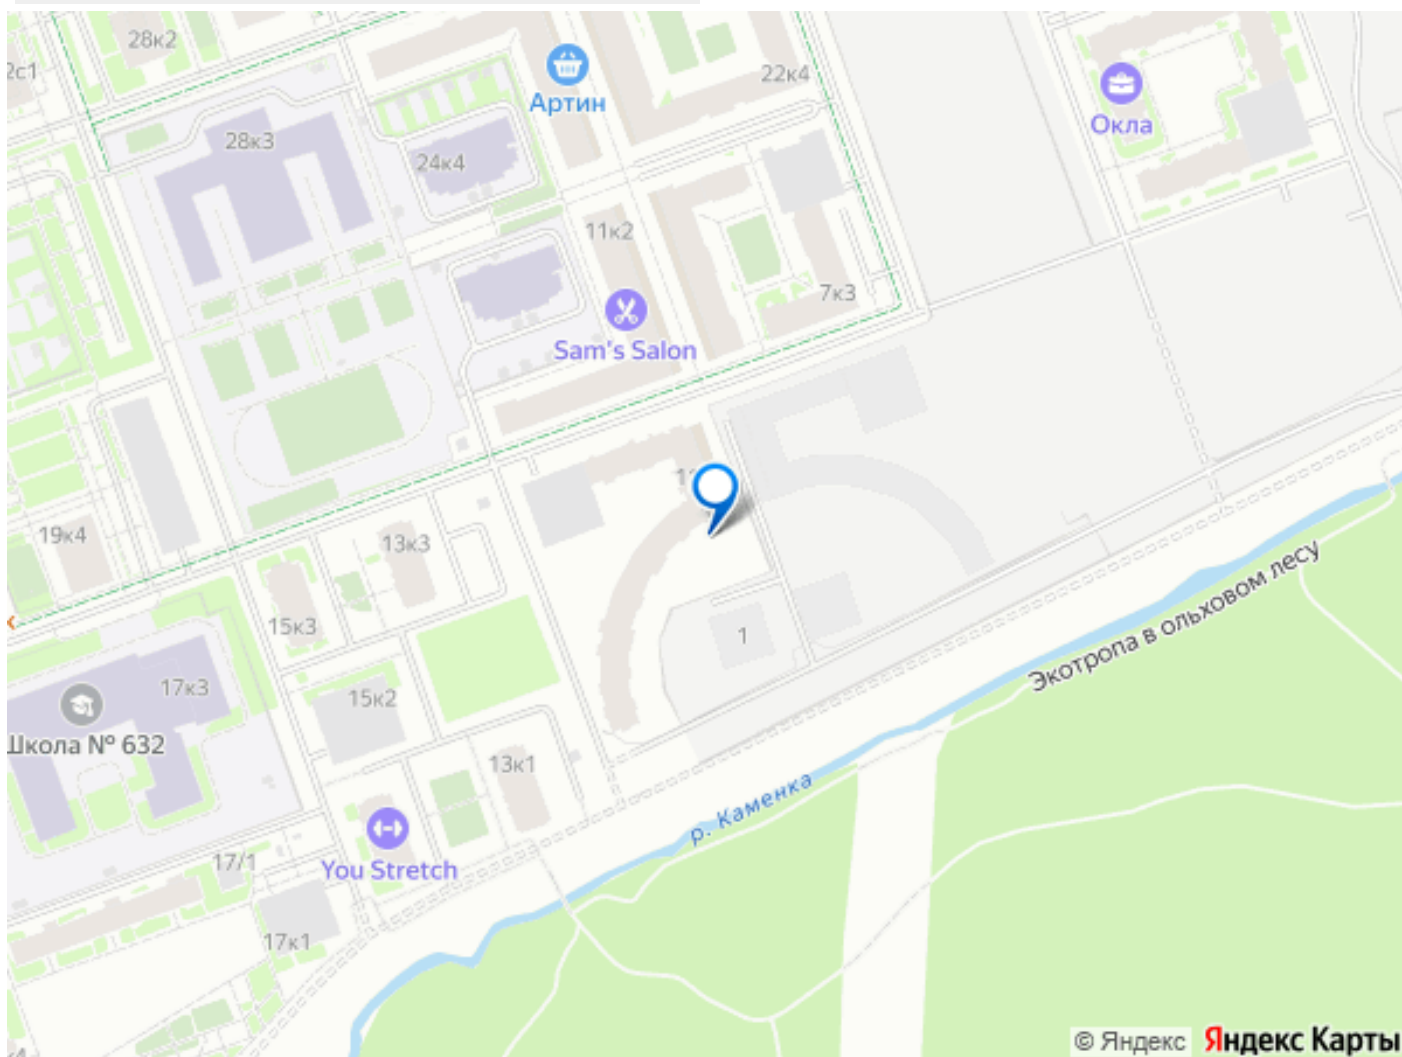 28к2
2с1
22к4
Артин
Окла
28к3
24к4
11к2
7к3
Sam's Salon
19к4
13к3
Экотропа в ольховом лесу
15к3
1
17к3
15к2
Школа № 632
13к1
р. Каменка
You Stretch
17/1
17к1
© Яндекс Яндекс Карты